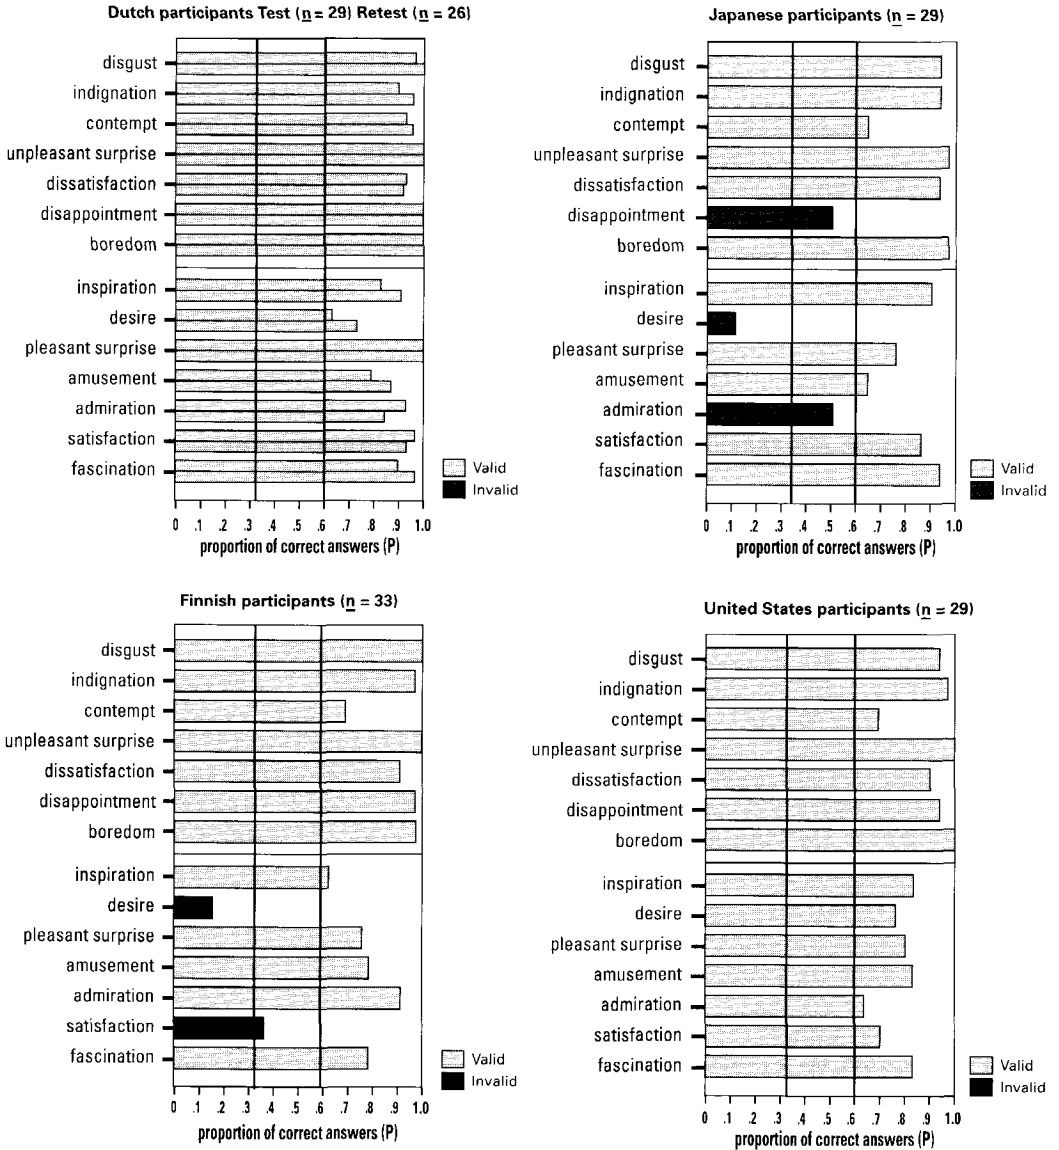 Dutch participants Test (n = 29) Retest (n = 26)
disgust
indignation
contempt
unpleasant surprise
dissatisfaction
disappointment
boredom
inspiration
desire
pleasant surprise
amusement
admiration
satisfaction
fascination
Valid
Invalid
0 .1 .2 .3 .4 .5 .6 .7 .8 .9 1.0
proportion of correct answers (P)
Japanese participants (n = 29)
disgust
indignation
contempt
unpleasant surprise
dissatisfaction
disappointment
boredom
inspiration
desire
pleasant surprise
amusement
admiration
satisfaction
fascination
Valid
Invalid
0 .1 .2 .3 .4 .5 .6 .7 .8 .9 1.0
proportion of correct answers (P)
Finnish participants (n = 33)
disgust
indignation
contempt
unpleasant surprise
dissatisfaction
disappointment
boredom
inspiration
desire
pleasant surprise
amusement
admiration
satisfaction
fascination
Valid
Invalid
0 .1 .2 .3 .4 .5 .6 .7 .8 .9 1.0
proportion of correct answers (P)
United States participants (n = 29)
disgust
indignation
contempt
unpleasant surprise
dissatisfaction
disappointment
boredom
inspiration
desire
pleasant surprise
amusement
admiration
satisfaction
fascination
Valid
Invalid
0 .1 .2 .3 .4 .5 .6 .7 .8 .9 1.0
proportion of correct answers (P)